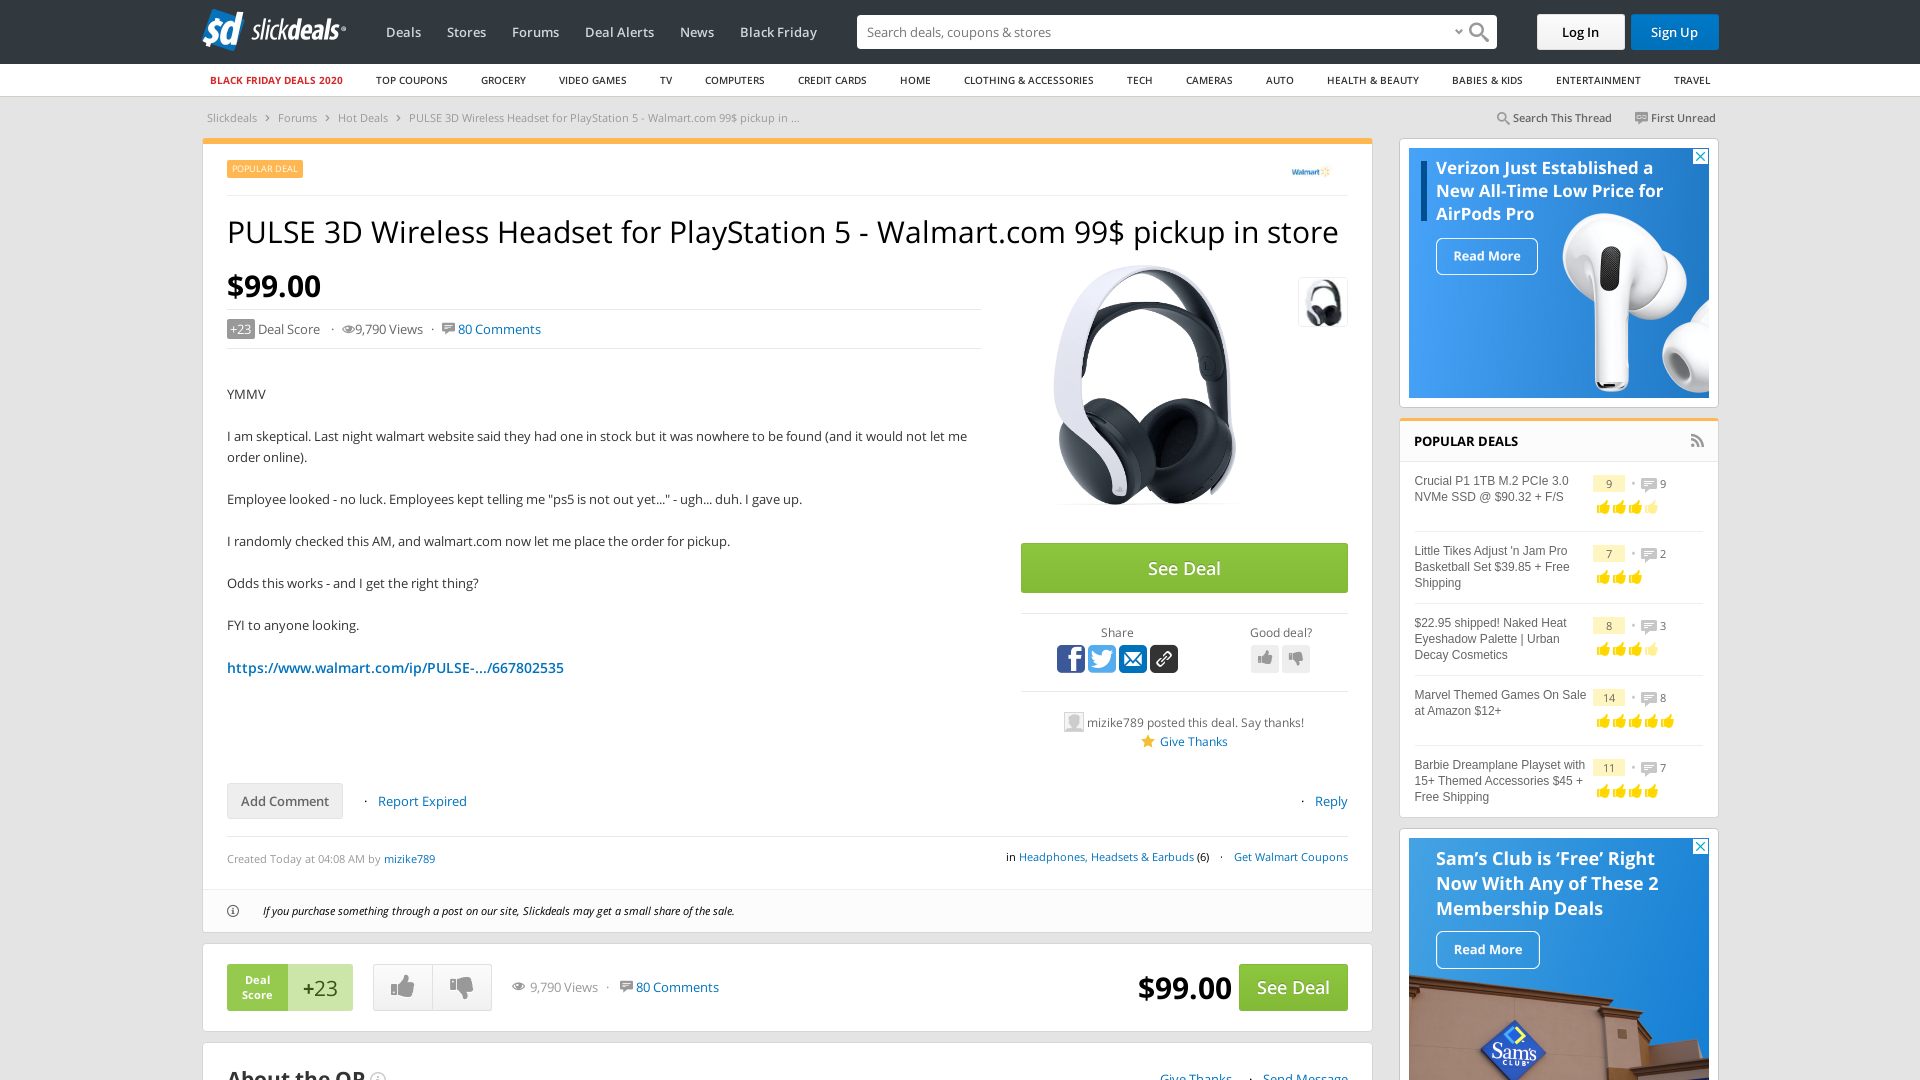 slickdeals
Deals
Stores
Forums
Deal Alerts
News
Black Friday
Search deals, coupons & shopping
Log In
Sign Up
BLACK FRIDAY DEALS 2020
TOP COUPONS
GROCERY
VIDEO GAMES
TV
COMPUTERS
CREDIT CARDS
HOME
CLOTHING & ACCESSORIES
TECH
CAMERAS
AUTO
HEALTH & BEAUTY
BABIES & KIDS
ENTERTAINMENT
TRAVEL
Slickdeals > Forums > Hot Deals > PULSE 3D Wireless Headset for PlayStation 5 - Walmart.com 99$ pickup in ...
Search This Thread
First Unread
POPULAR DEAL
Walmart
PULSE 3D Wireless Headset for PlayStation 5 - Walmart.com 99$ pickup in store
$99.00
+23 Deal Score · 9,790 Views · 80 Comments
YMMV
I am skeptical. Last night walmart website said they had one in stock but it was nowhere to be found (and it would not let me
order online).
Employee looked - no luck. Employees kept telling me "ps5 is not out yet..." - ugh... duh. I gave up.
I randomly checked this AM, and walmart.com now let me place the order for pickup.
Odds this works - and I get the right thing?
FYI to anyone looking.
https://www.walmart.com/ip/PULSE-.../667802535
See Deal
Share
Good deal?
mizike789 posted this deal. Say thanks!
Give Thanks
Add Comment
· Report Expired
· Reply
Created Today at 04:08 AM by mizike789
in Headphones, Headsets & Earbuds (6) · Get Walmart Coupons
If you purchase something through a post on our site, Slickdeals may get a small share of the sale.
Deal
Score
+23
9,790 Views · 80 Comments
$99.00
See Deal
About the OP
Give Thanks · Send Message
Verizon Just Established a
New All-Time Low Price for
AirPods Pro
Read More
POPULAR DEALS
Crucial P1 1TB M.2 PCIe 3.0
NVMe SSD @ $90.32 + F/S
9 · 9
Little Tikes Adjust 'n Jam Pro
Basketball Set $39.85 + Free
Shipping
7 · 2
$22.95 shipped! Naked Heat
Eyeshadow Palette | Urban
Decay Cosmetics
8 · 3
Marvel Themed Games On Sale
at Amazon $12+
14 · 8
Barbie Dreamplane Playset with
15+ Themed Accessories $45 +
Free Shipping
11 · 7
Sam's Club is 'Free' Right
Now With Any of These 2
Membership Deals
Read More
Sam's
CLUB